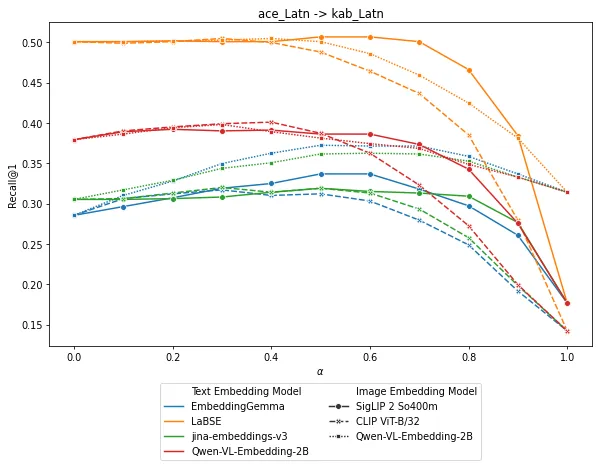 ace_Latn -> kab_Latn
Recall@1
0.50
0.45
0.40
0.35
0.30
0.25
0.20
0.15
0.0
0.2
0.4
0.6
0.8
1.0
α
Text Embedding Model
EmbeddingGemma
LaBSE
jina-embeddings-v3
Qwen-VL-Embedding-2B
Image Embedding Model
SigLIP 2 So400m
CLIP ViT-B/32
Qwen-VL-Embedding-2B